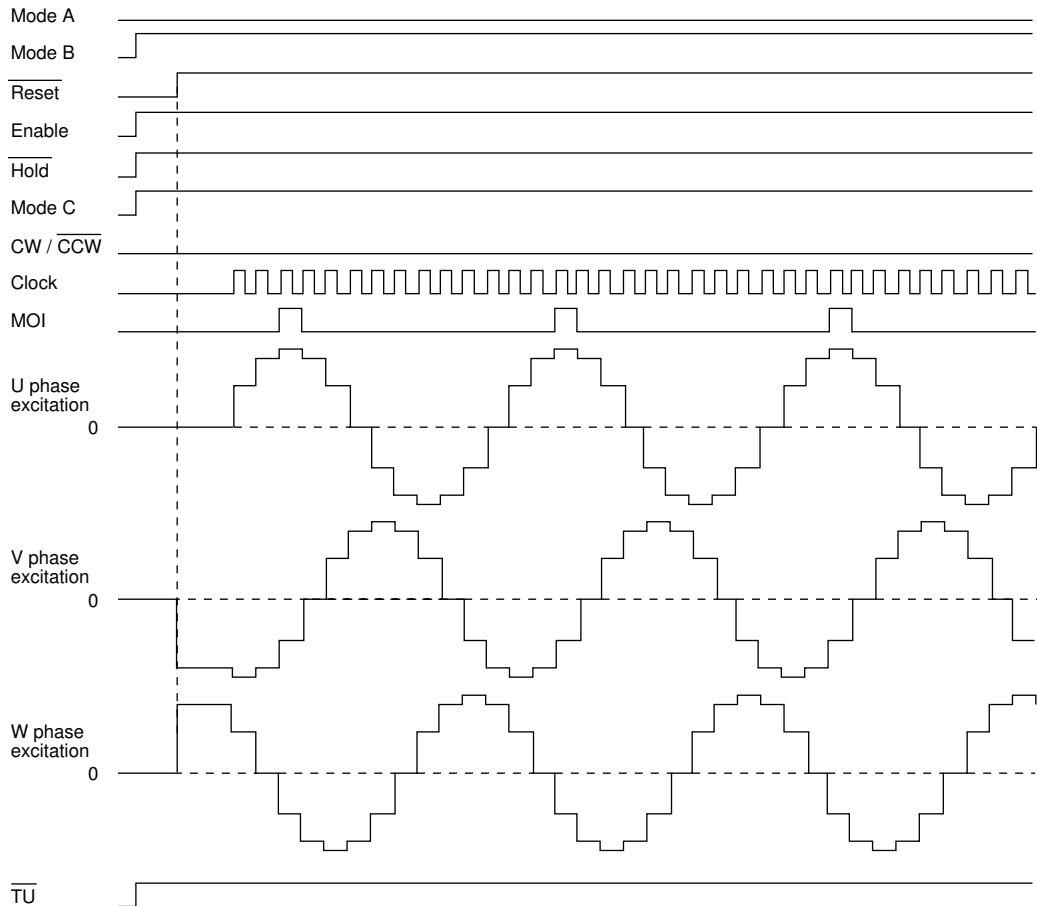 Mode A
Mode B
Reset
Enable
Hold
Mode C
CW / CCW
Clock
MOI
U phase
excitation
0
V phase
excitation
0
W phase
excitation
0
TU